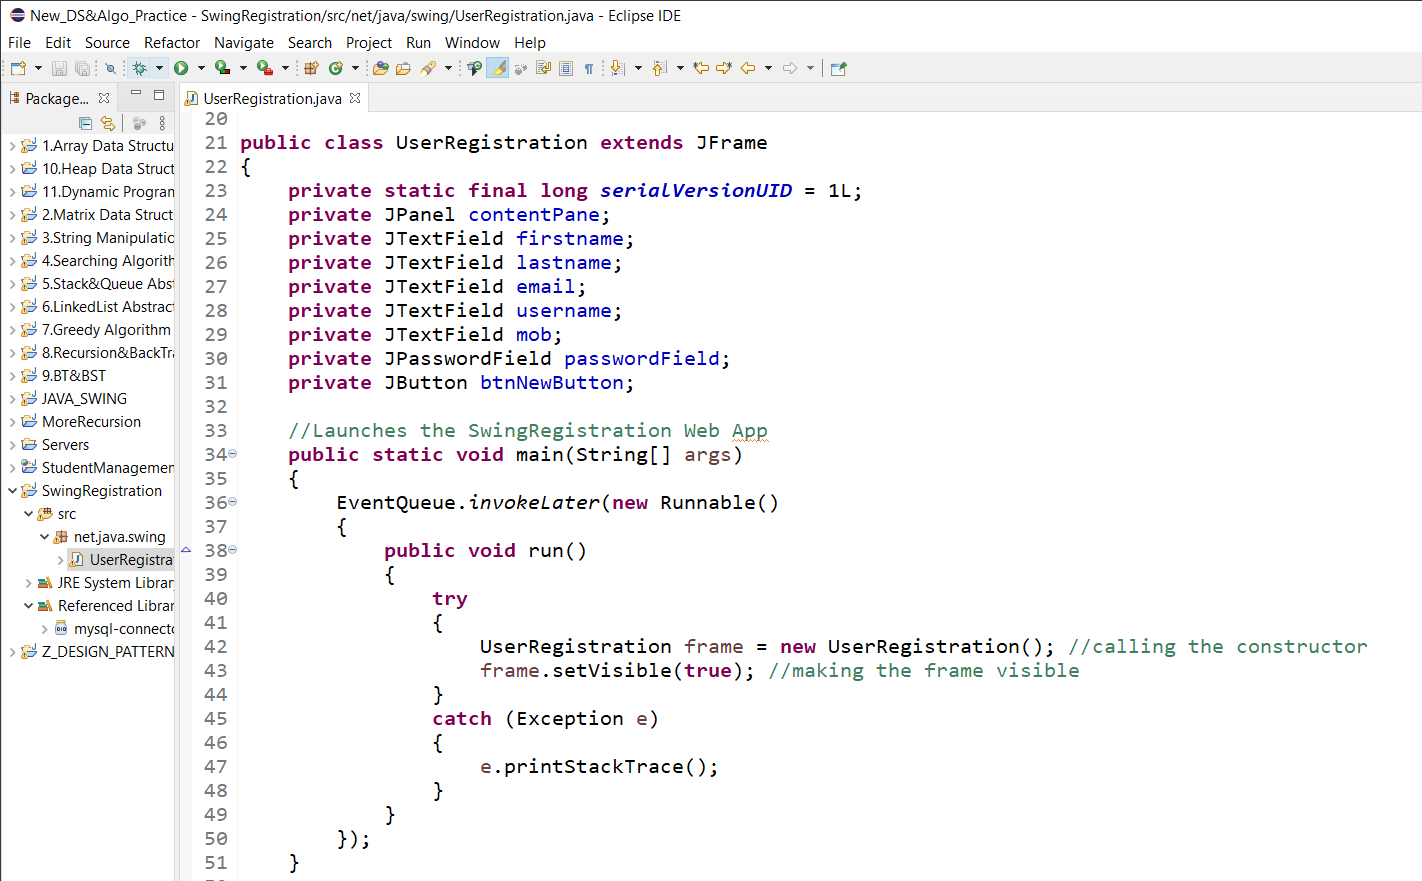 New_DS&Algo_Practice - SwingRegistration/src/net/java/swing/UserRegistration.java - Eclipse IDE
File Edit Source Refactor Navigate Search Project Run Window Help
Package...
UserRegistration.java
1.Array Data Structu
10.Heap Data Struct
11.Dynamic Program
2.Matrix Data Struct
3.String Manipulatic
4.Searching Algorith
5.Stack&Queue Abst
6.LinkedList Abstract
7.Greedy Algorithm
8.Recursion&BackTra
9.BT&BST
JAVA_SWING
MoreRecursion
Servers
StudentManagemen
SwingRegistration
src
net.java.swing
UserRegistra
JRE System Librar
Referenced Librar
mysql-connecto
Z_DESIGN_PATTERN
20
21 public class UserRegistration extends JFrame
22 {
23 private static final long serialVersionUID = 1L;
24 private JPanel contentPane;
25 private JTextField firstname;
26 private JTextField lastname;
27 private JTextField email;
28 private JTextField username;
29 private JTextField mob;
30 private JPasswordField passwordField;
31 private JButton btnNewButton;
32
33 //Launches the SwingRegistration Web App
34 public static void main(String[] args)
35 {
36 EventQueue.invokeLater(new Runnable()
37 {
38 public void run()
39 {
40 try
41 {
42 UserRegistration frame = new UserRegistration(); //calling the constructor
43 frame.setVisible(true); //making the frame visible
44 }
45 catch (Exception e)
46 {
47 e.printStackTrace();
48 }
49 }
50 });
51 }